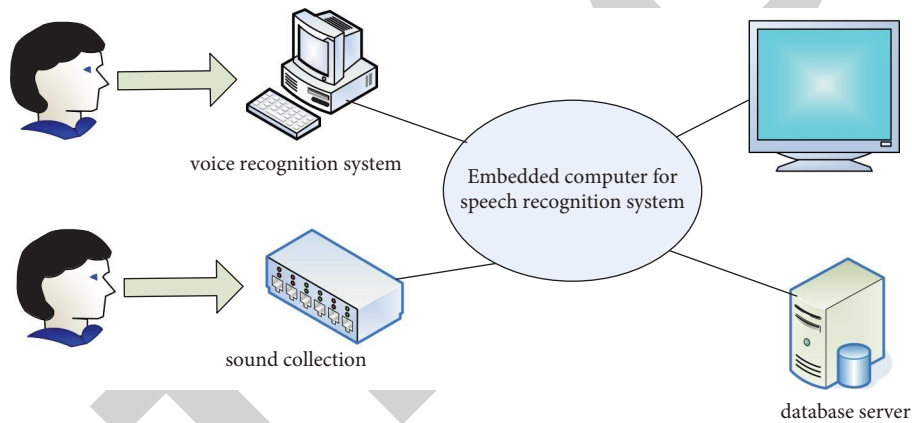 voice recognition system
Embedded computer for
speech recognition system
sound collection
database server